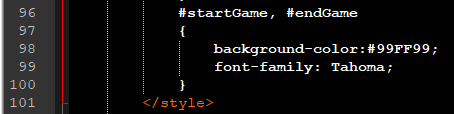 96 #startGame, #endGame
97 {
98 background-color:#99FF99;
99 font-family: Tahoma;
100 }
101 </style>